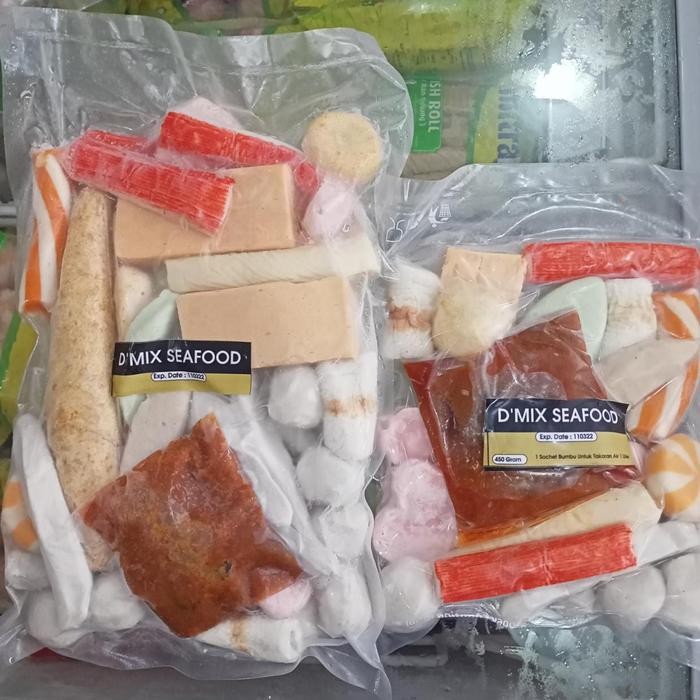 SH ROLL
D'MIX SEAFOOD
Exp. Date : 110322
D'MIX SEAFOOD
Exp. Date : 110322
450 Gram
1 Sachet Bumbu Untuk Takaran Air 1 Liter